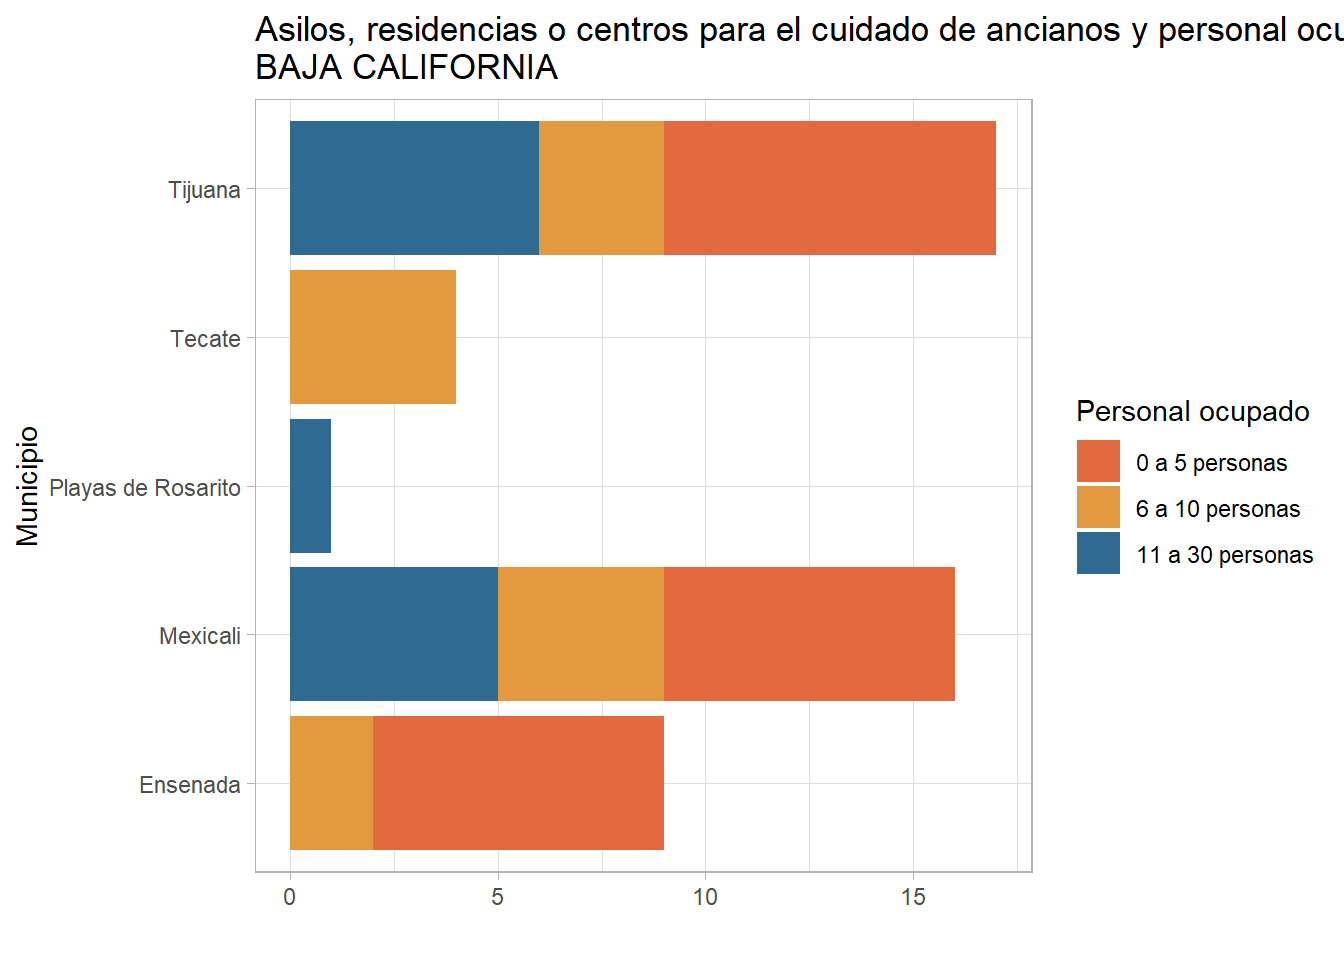 Asilos, residencias o centros para el cuidado de ancianos y personal ocu
BAJA CALIFORNIA
Municipio
Tijuana
Tecate
Playas de Rosarito
Mexicali
Ensenada
0 5 10 15
Personal ocupado
0 a 5 personas
6 a 10 personas
11 a 30 personas